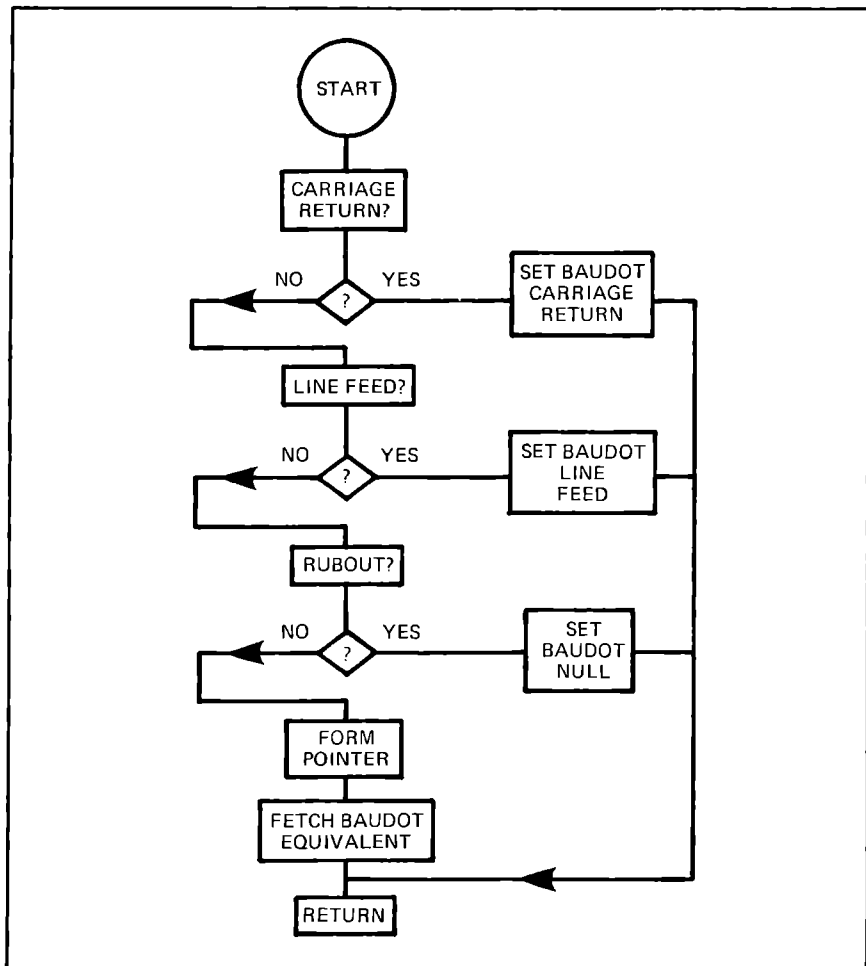 START
CARRIAGE
RETURN?
NO
YES
?
SET BAUDOT
CARRIAGE
RETURN
LINE FEED?
NO
YES
?
SET BAUDOT
LINE
FEED
RUBOUT?
NO
YES
?
SET
BAUDOT
NULL
FORM
POINTER
FETCH BAUDOT
EQUIVALENT
RETURN